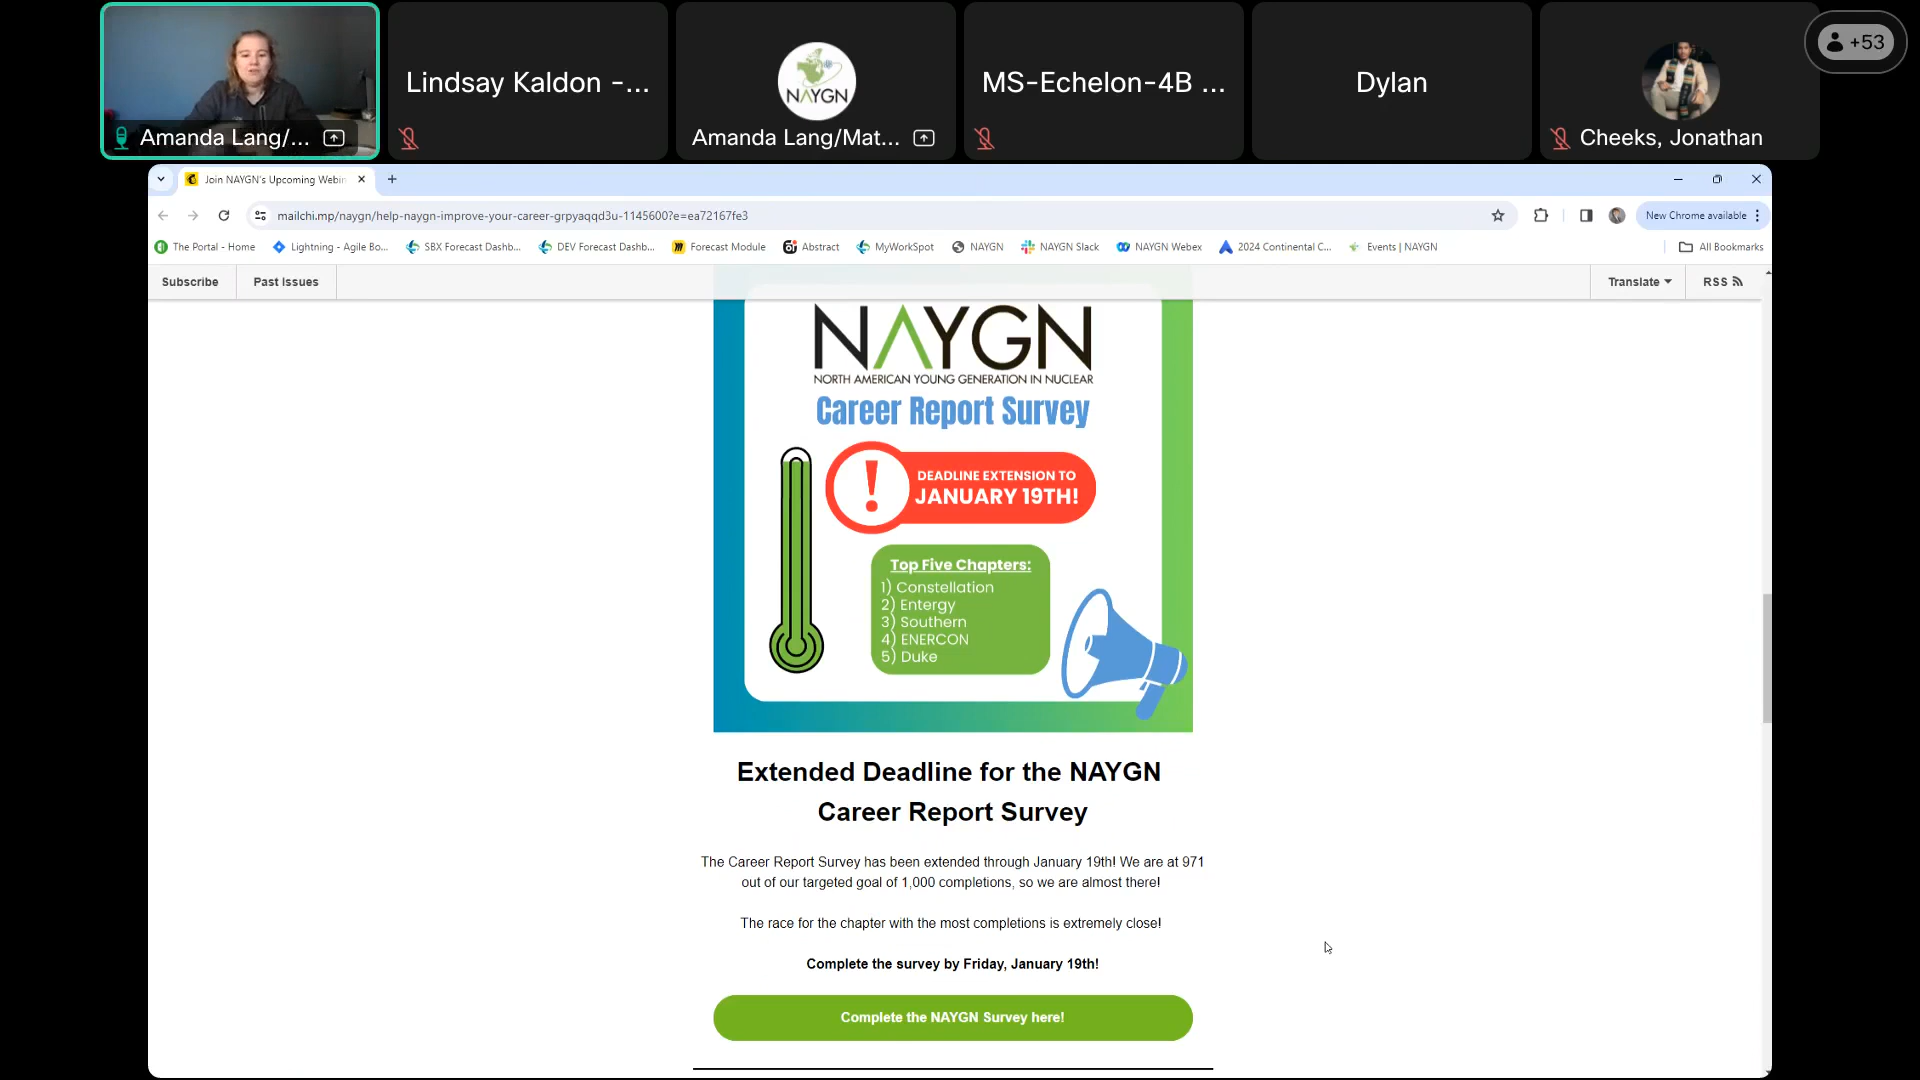 Amanda Lang/...
Lindsay Kaldon -...
NAYGN
Amanda Lang/Mat...
MS-Echelon-4B ...
Dylan
Cheeks, Jonathan
+53
Join NAYGN's Upcoming Webin
mailchi.mp/naygn/help-naygn-improve-your-career-grpyaqqd3u-1145600?e=ea72167fe3
New Chrome available
The Portal - Home
Lightning - Agile Bo...
SBX Forecast Dashb...
DEV Forecast Dashb...
Forecast Module
Abstract
MyWorkSpot
NAYGN
NAYGN Slack
NAYGN Webex
2024 Continental C...
Events | NAYGN
All Bookmarks
Subscribe
Past Issues
Translate
RSS
NAYGN
NORTH AMERICAN YOUNG GENERATION IN NUCLEAR
Career Report Survey
!
DEADLINE EXTENSION TO
JANUARY 19TH!
Top Five Chapters:
1) Constellation
2) Entergy
3) Southern
4) ENERCON
5) Duke
Extended Deadline for the NAYGN
Career Report Survey
The Career Report Survey has been extended through January 19th! We are at 971
out of our targeted goal of 1,000 completions, so we are almost there!
The race for the chapter with the most completions is extremely close!
Complete the survey by Friday, January 19th!
Complete the NAYGN Survey here!